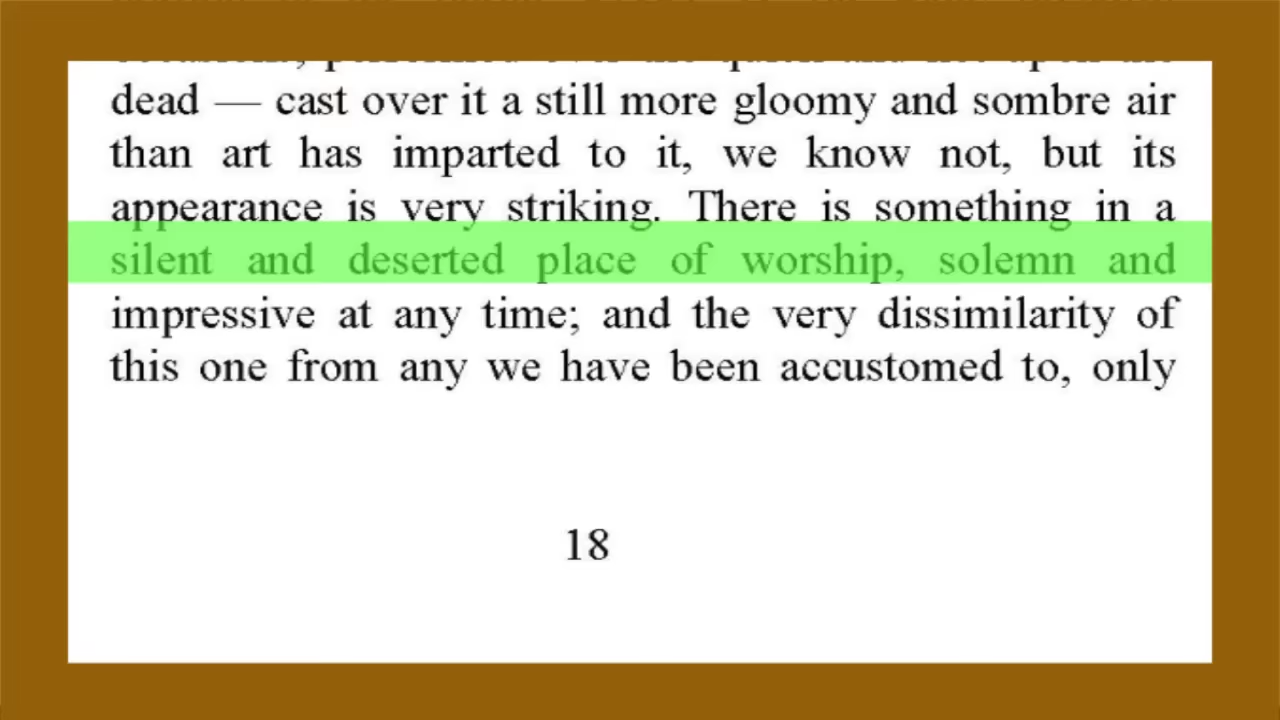 dead — cast over it a still more gloomy and sombre air
than art has imparted to it, we know not, but its
appearance is very striking. There is something in a
silent and deserted place of worship, solemn and
impressive at any time; and the very dissimilarity of
this one from any we have been accustomed to, only
18